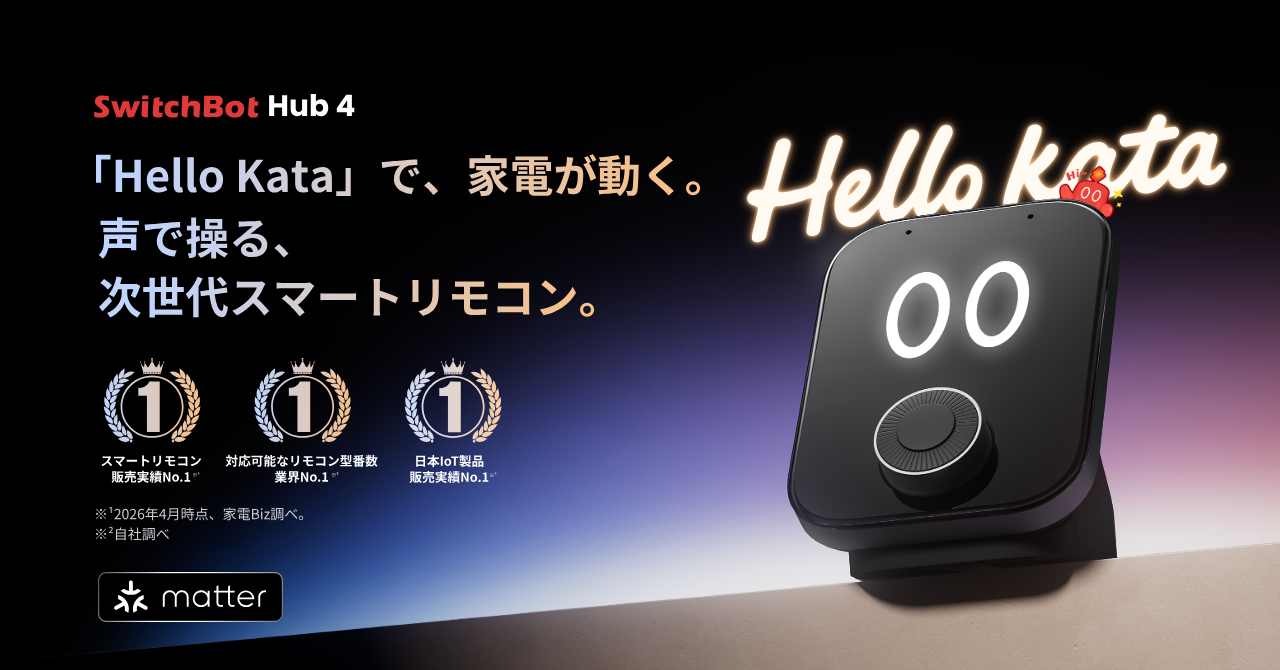 SwitchBot Hub 4
「Hello Kata」で、家電が動く。
声で操る、
次世代スマートリモコン。
Hello Kata
Hi
1
1
1
スマートリモコン
販売実績No.1※¹
対応可能なリモコン型番数
業界No.1※²
日本IoT製品
販売実績No.1※¹
※¹2026年4月時点、家電Biz調べ。
※²自社調べ
matter